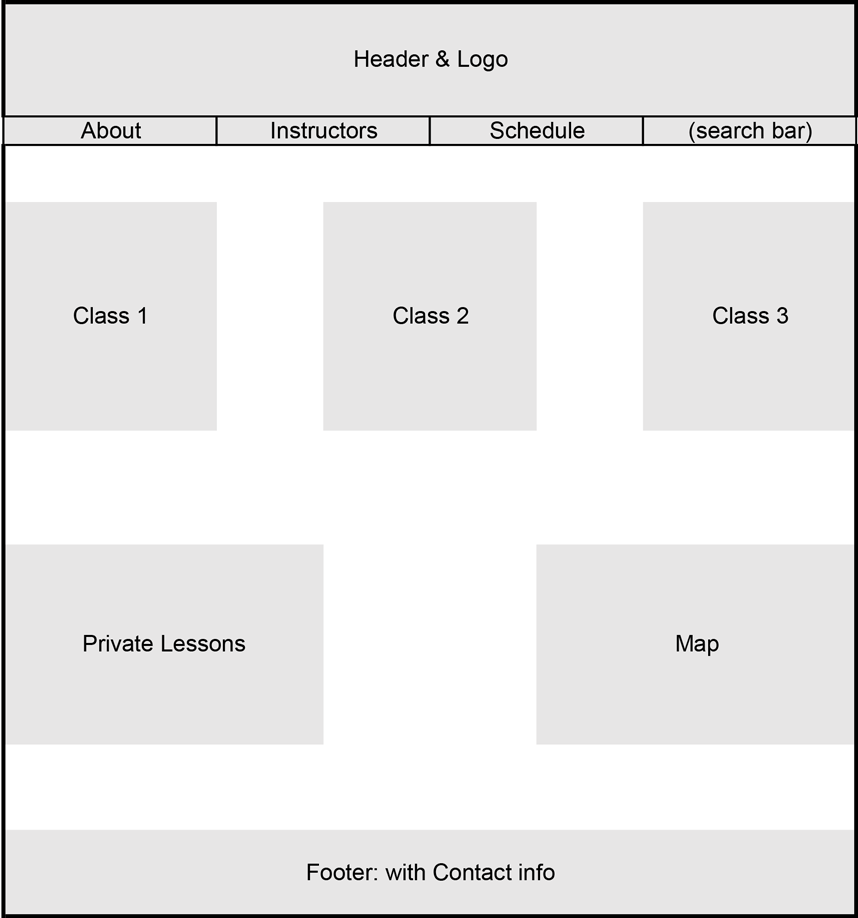 Header & Logo
About
Instructors
Schedule
(search bar)
Class 1
Class 2
Class 3
Private Lessons
Map
Footer: with Contact info